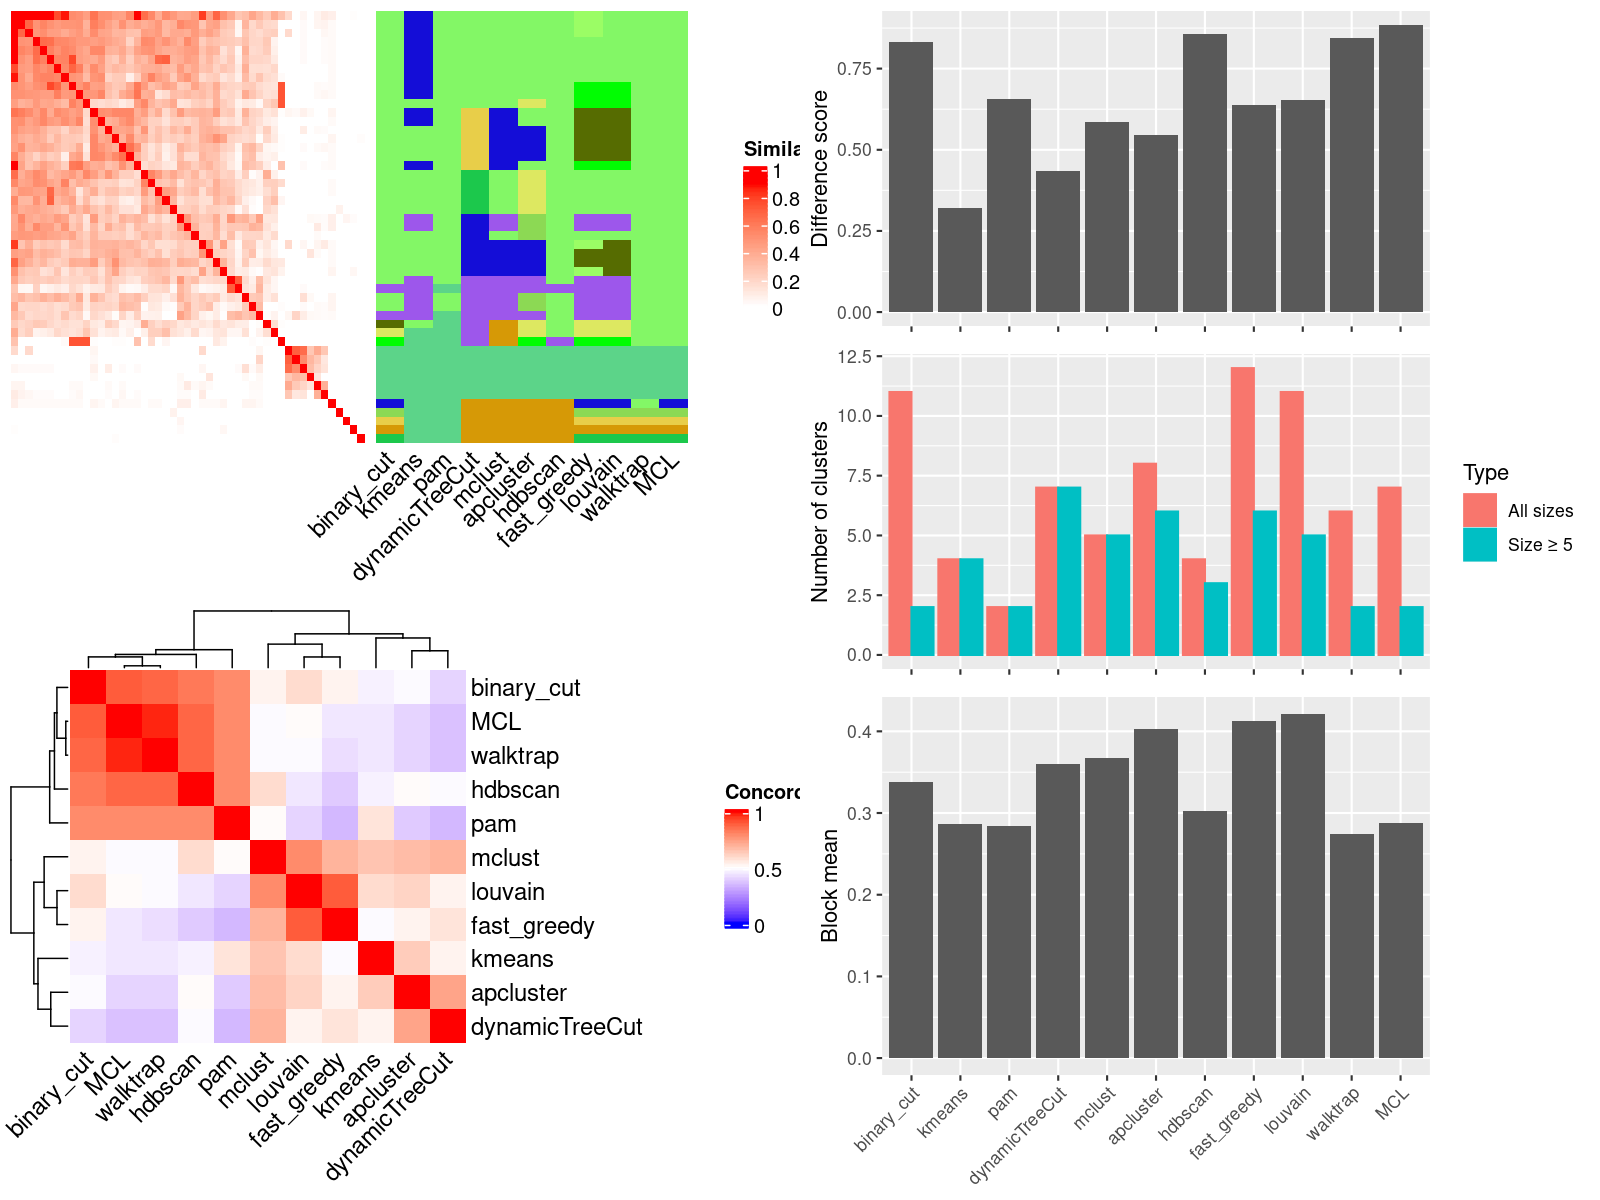 Simila
1
0.8
0.6
0.4
0.2
0
binary_cut
kmeans
pam
dynamicTreeCut
mclust
apcluster
hdbscan
fast_greedy
louvain
walktrap
MCL
binary_cut
MCL
walktrap
hdbscan
pam
mclust
louvain
fast_greedy
kmeans
apcluster
dynamicTreeCut
Concord
1
0.5
0
binary_cut
MCL
walktrap
hdbscan
pam
mclust
louvain
fast_greedy
kmeans
apcluster
dynamicTreeCut
Difference score
0.75
0.50
0.25
0.00
Number of clusters
12.5
10.0
7.5
5.0
2.5
0.0
Type
All sizes
Size ≥ 5
Block mean
0.4
0.3
0.2
0.1
0.0
binary_cut
kmeans
pam
dynamicTreeCut
mclust
apcluster
hdbscan
fast_greedy
louvain
walktrap
MCL